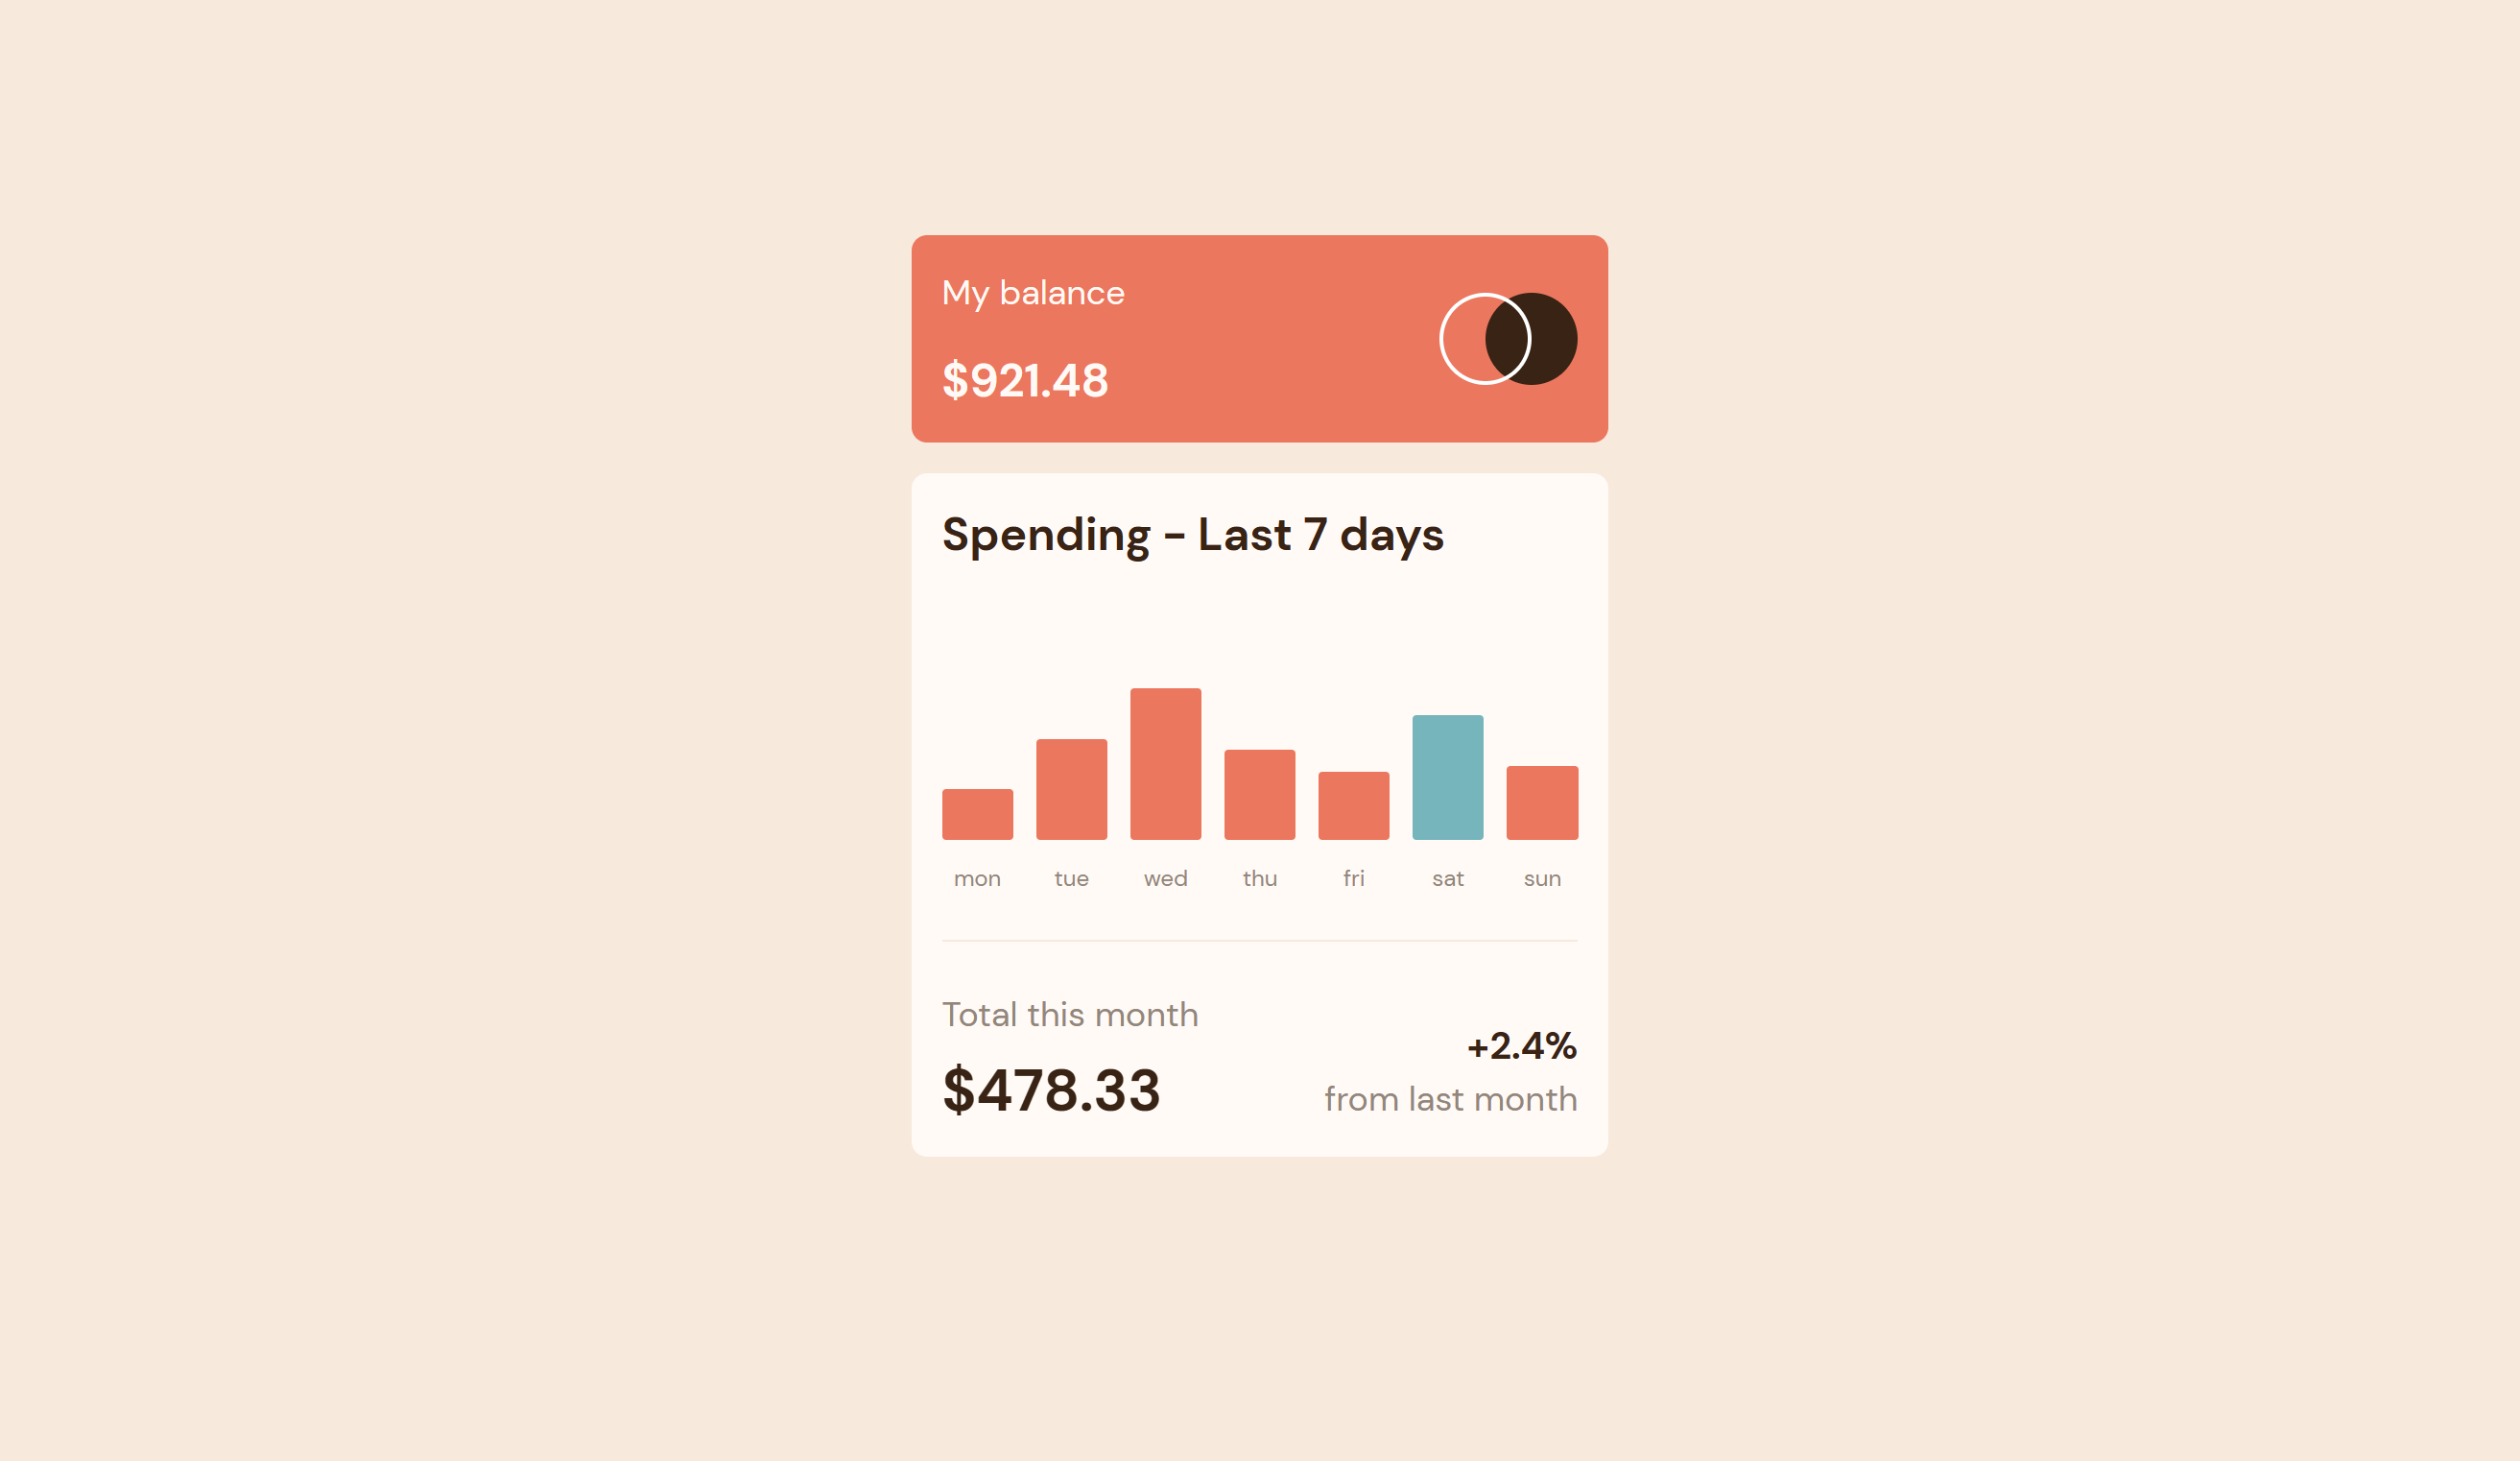 My balance
$921.48
Spending - Last 7 days
mon tue wed thu fri sat sun
Total this month
$478.33
+2.4%
from last month